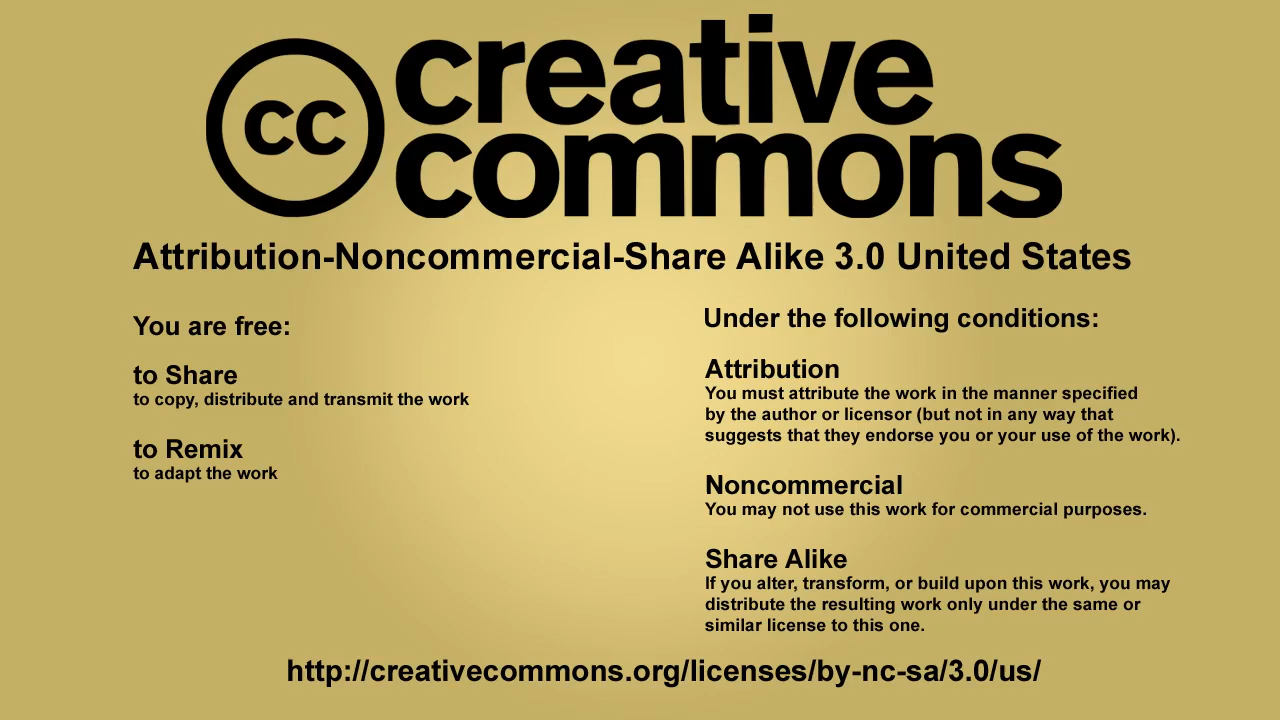 cc
creative
commons
Attribution-Noncommercial-Share Alike 3.0 United States
You are free:
to Share
to copy, distribute and transmit the work
to Remix
to adapt the work
Under the following conditions:
Attribution
You must attribute the work in the manner specified
by the author or licensor (but not in any way that
suggests that they endorse you or your use of the work).
Noncommercial
You may not use this work for commercial purposes.
Share Alike
If you alter, transform, or build upon this work, you may
distribute the resulting work only under the same or
similar license to this one.
http://creativecommons.org/licenses/by-nc-sa/3.0/us/